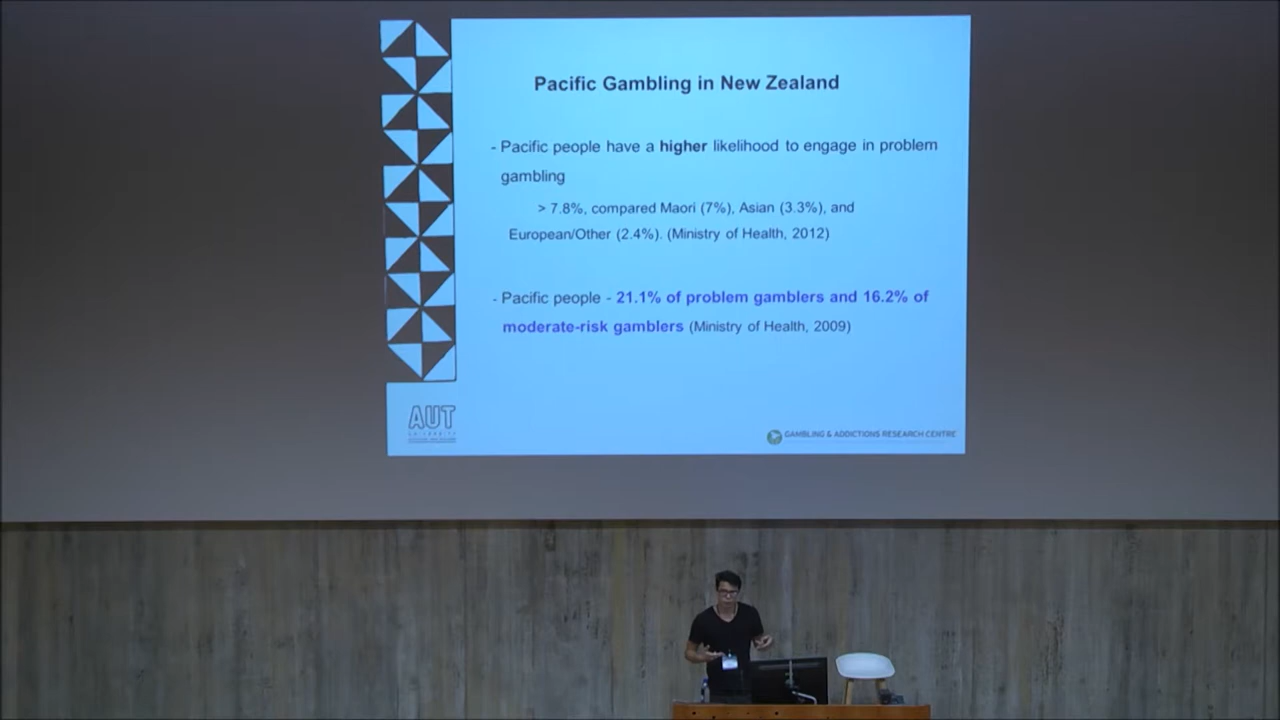 Pacific Gambling in New Zealand
- Pacific people have a higher likelihood to engage in problem
gambling
> 7.8%, compared Maori (7%), Asian (3.3%), and
European/Other (2.4%). (Ministry of Health, 2012)
- Pacific people - 21.1% of problem gamblers and 16.2% of
moderate-risk gamblers (Ministry of Health, 2009)
AUT
GAMBLING & ADDICTIONS RESEARCH CENTRE